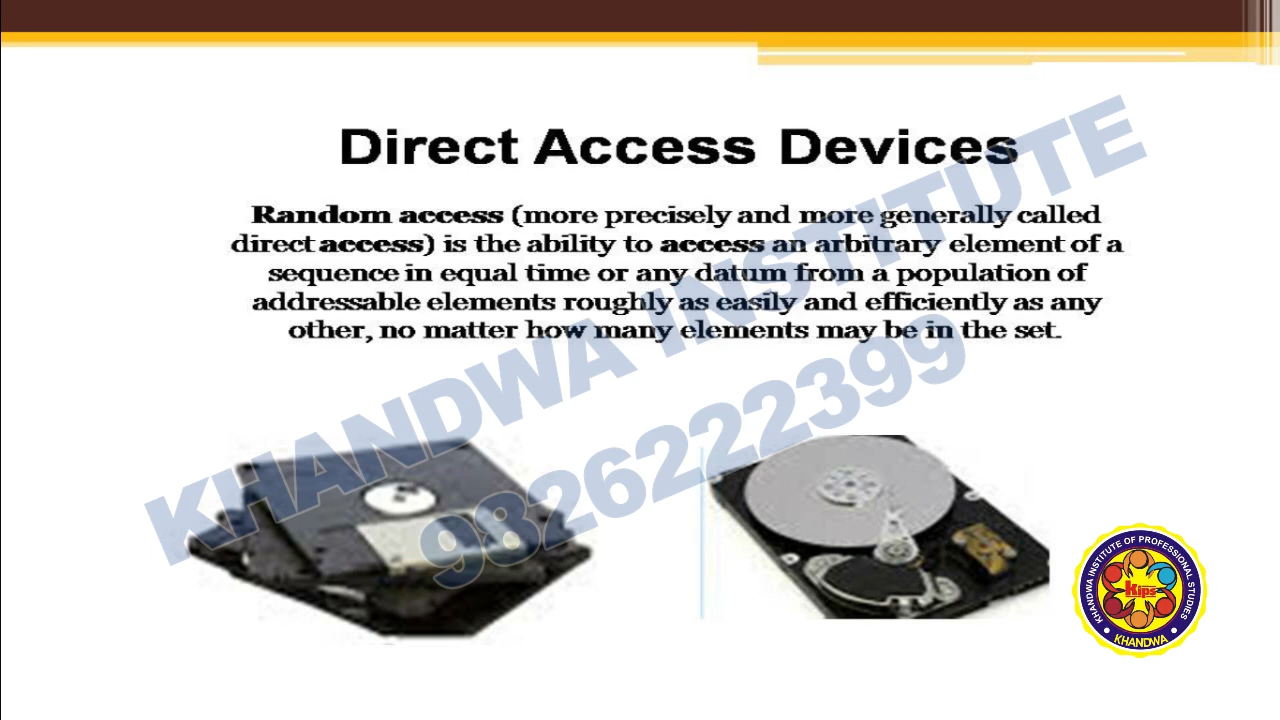 Direct Access Devices
Random access (more precisely and more generally called
direct access) is the ability to access an arbitrary element of a
sequence in equal time or any datum from a population of
addressable elements roughly as easily and efficiently as any
other, no matter how many elements may be in the set.
KHANDWA INSTITUTE
9826222399
KHANDWA INSTITUTE OF PROFESSIONAL STUDIES
Kips
KHANDWA